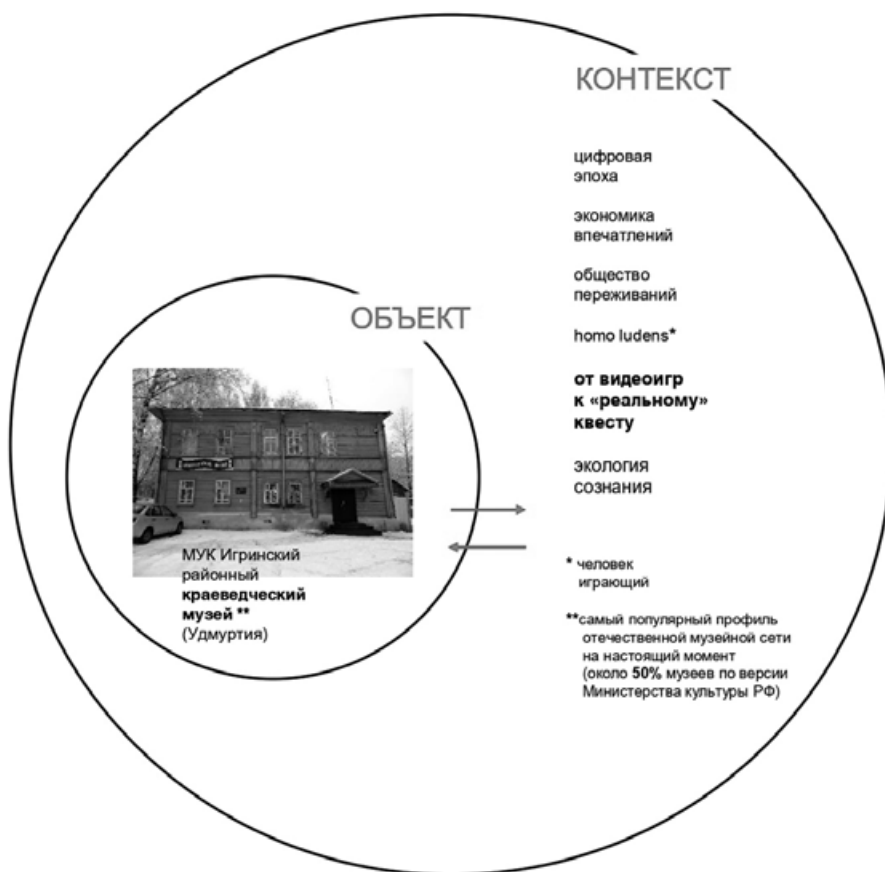 КОНТЕКСТ
цифровая
эпоха
экономика
впечатлений
общество
переживаний
homo ludens*
от видеоигр
к «реальному»
квесту
экология
сознания
* человек
играющий
**самый популярный профиль
отечественной музейной сети
на настоящий момент
(около 50% музеев по версии
Министерства культуры РФ)
ОБЪЕКТ
МУК Игринский
районный
краеведческий
музей **
(Удмуртия)